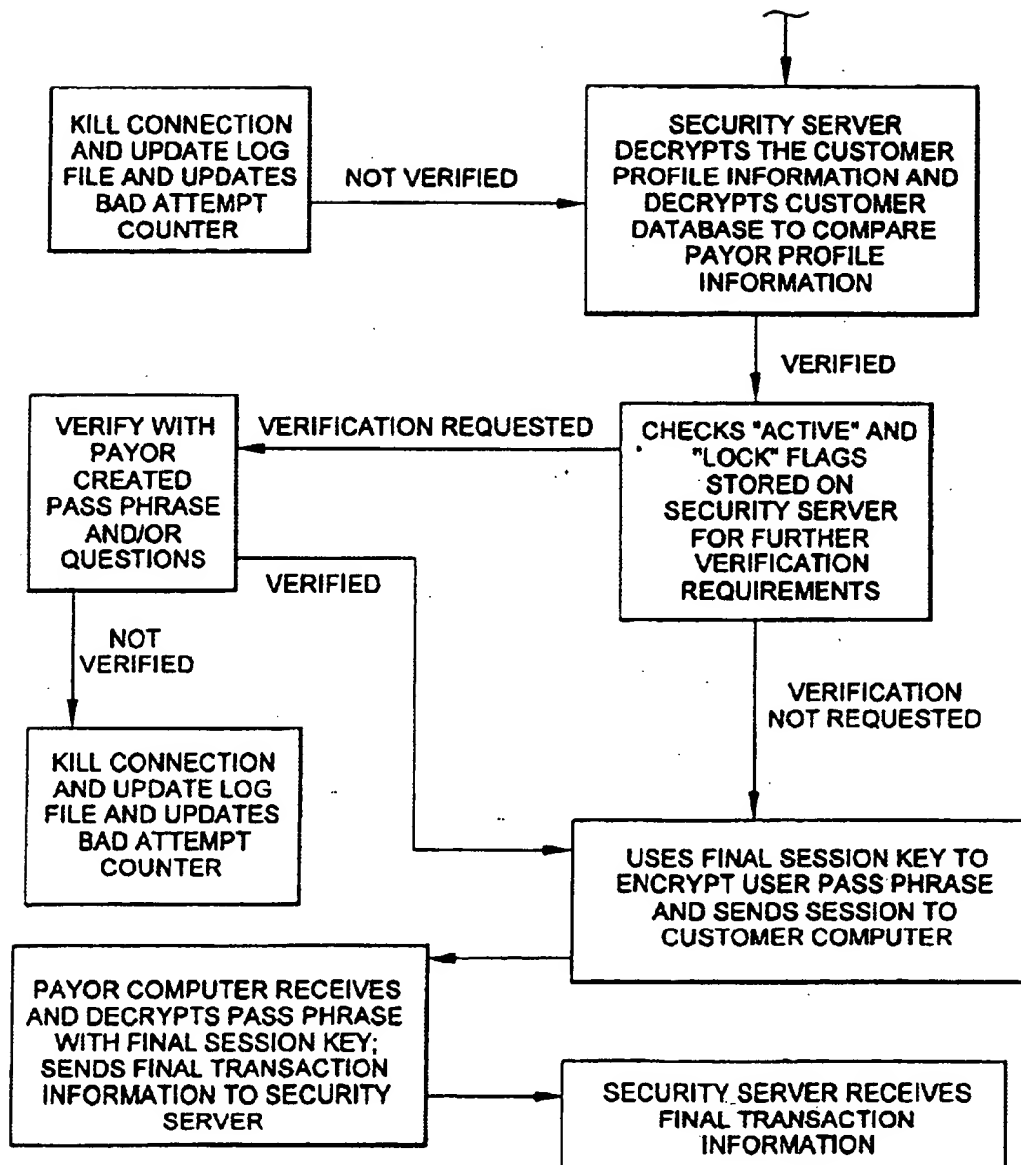 KILL CONNECTION
AND UPDATE LOG
FILE AND UPDATES
BAD ATTEMPT
COUNTER
NOT VERIFIED
SECURITY SERVER
DECRYPTS THE CUSTOMER
PROFILE INFORMATION AND
DECRYPTS CUSTOMER
DATABASE TO COMPARE
PAYOR PROFILE
INFORMATION
VERIFIED
VERIFY WITH
PAYOR
CREATED
PASS PHRASE
AND/OR
QUESTIONS
VERIFICATION REQUESTED
CHECKS "ACTIVE" AND
"LOCK" FLAGS
STORED ON
SECURITY SERVER
FOR FURTHER
VERIFICATION
REQUIREMENTS
VERIFIED
NOT
VERIFIED
VERIFICATION
NOT REQUESTED
KILL CONNECTION
AND UPDATE LOG
FILE AND UPDATES
BAD ATTEMPT
COUNTER
USES FINAL SESSION KEY TO
ENCRYPT USER PASS PHRASE
AND SENDS SESSION TO
CUSTOMER COMPUTER
PAYOR COMPUTER RECEIVES
AND DECRYPTS PASS PHRASE
WITH FINAL SESSION KEY;
SENDS FINAL TRANSACTION
INFORMATION TO SECURITY
SERVER
SECURITY SERVER RECEIVES
FINAL TRANSACTION
INFORMATION